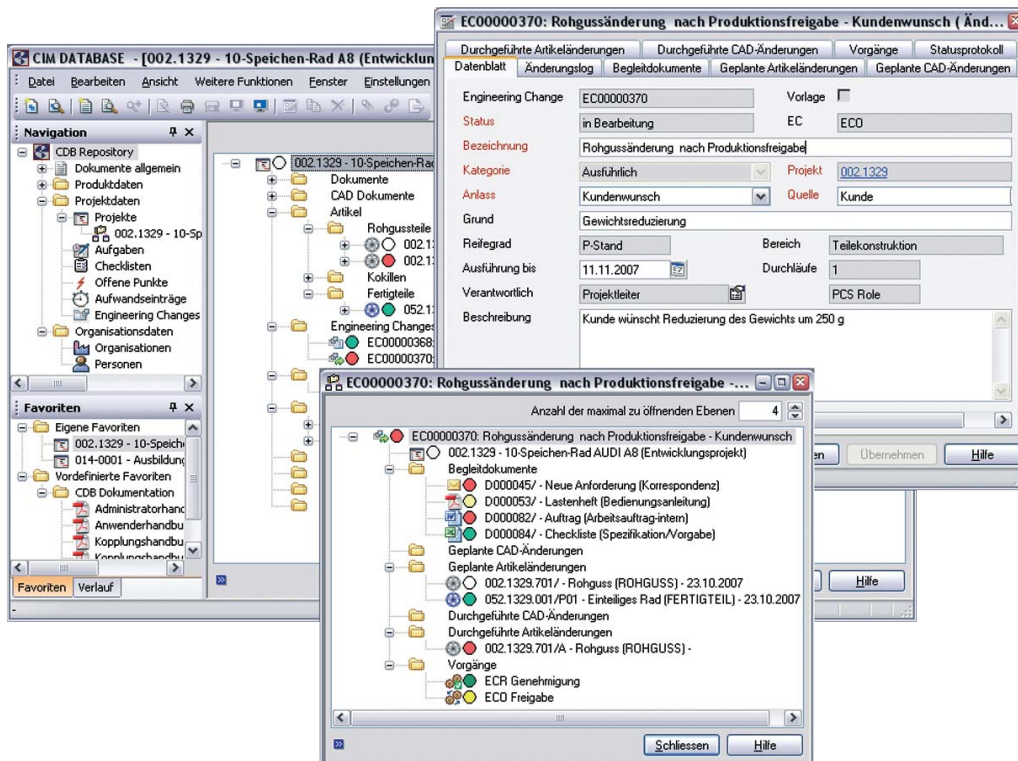 CIM DATABASE - [002.1329 - 10-Speichen-Rad A8 (Entwicklun
Datei Bearbeiten Ansicht Weitere Funktionen Fenster Einstellungen
Navigation
CDB Repository
Dokumente allgemein
Produktdaten
Projektdaten
Projekte
002.1329 - 10-Sp
Aufgaben
Checklisten
Offene Punkte
Aufwandseinträge
Engineering Changes
Organisationsdaten
Organisationen
Personen
Favoriten
Eigene Favoriten
002.1329 - 10-Speich
014-0001 - Ausbildung
Vordefinierte Favoriten
CDB Dokumentation
Administratorhanc
Anwenderhandbu
Kopplungshandbu
Kopplungshandbu
Favoriten Verlauf
-
002.1329 - 10-Speichen-Rad
Dokumente
CAD Dokumente
Artikel
Rohgussteile
002.1
002.1
Kokillen
Fertigteile
052.1
Engineering Changes
EC00000368:
EC00000370:
Hilfe
EC00000370: Rohgussänderung nach Produktionsfreigabe - Kundenwunsch ( Änd...
Durchgeführte Artikeländerungen Durchgeführte CAD-Änderungen Vorgänge Statusprotokoll
Datenblatt Änderungslog Begleitdokumente Geplante Artikeländerungen Geplante CAD-Änderungen
Engineering Change EC00000370 Vorlage
Status in Bearbeitung EC ECO
Bezeichnung Rohgussänderung nach Produktionsfreigabe
Kategorie Ausführlich Projekt 002.1329
Anlass Kundenwunsch Quelle Kunde
Grund Gewichtsreduzierung
Reifegrad P-Stand Bereich Teilekonstruktion
Ausführung bis 11.11.2007 Durchläufe 1
Verantwortlich Projektleiter PCS Role
Beschreibung Kunde wünscht Reduzierung des Gewichts um 250 g
en Übernehmen Hilfe
EC00000370: Rohgussänderung nach Produktionsfreigabe -...
Anzahl der maximal zu öffnenden Ebenen 4
EC00000370: Rohgussänderung nach Produktionsfreigabe - Kundenwunsch
002.1329 - 10-Speichen-Rad AUDI A8 (Entwicklungsprojekt)
Begleitdokumente
D000045/ - Neue Anforderung (Korrespondenz)
D000053/ - Lastenheft (Bedienungsanleitung)
D000082/ - Auftrag (Arbeitsauftrag-intern)
D000084/ - Checkliste (Spezifikation/Vorgabe)
Geplante CAD-Änderungen
Geplante Artikeländerungen
002.1329.701/ - Rohguss (ROHGUSS) - 23.10.2007
052.1329.001/P01 - Einteiliges Rad (FERTIGTEIL) - 23.10.2007
Durchgeführte CAD-Änderungen
Durchgeführte Artikeländerungen
002.1329.701/A - Rohguss (ROHGUSS) -
Vorgänge
ECR Genehmigung
ECO Freigabe
Schliessen Hilfe